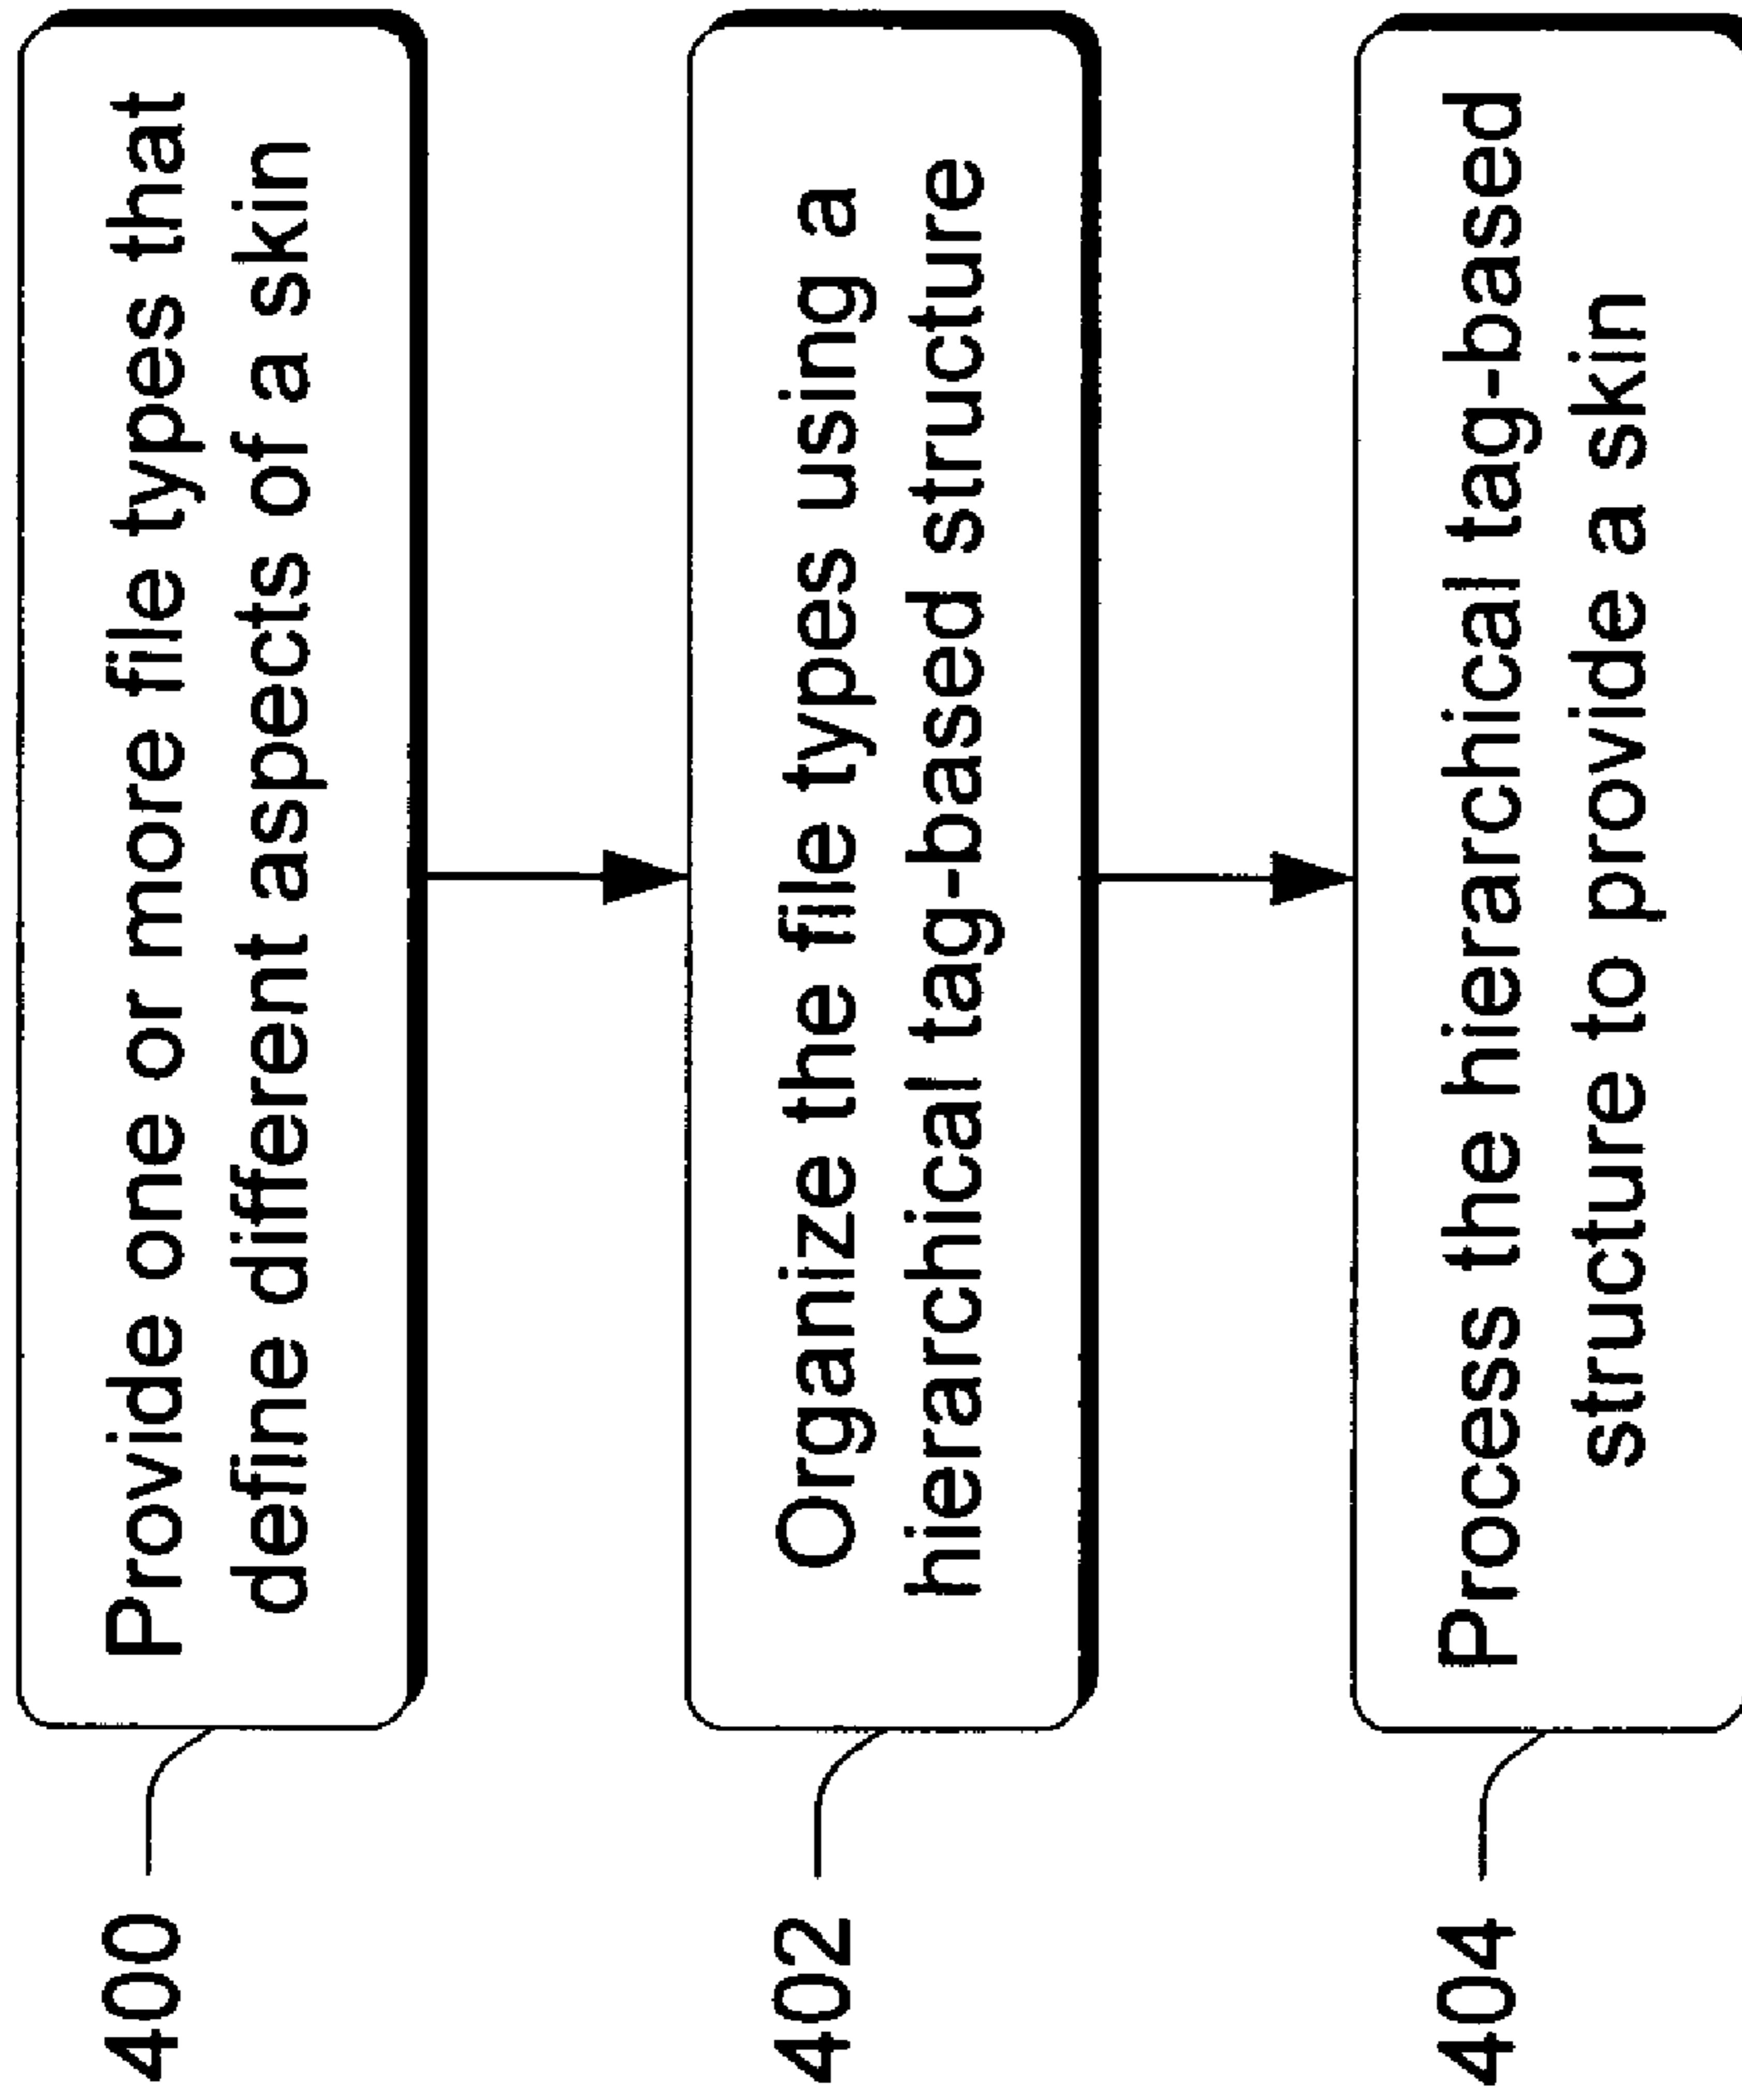 400
Provide one or more file types that
define different aspects of a skin
402
Organize the file types using a
hierarchical tag-based structure
404
Process the hierarchical tag-based
structure to provide a skin